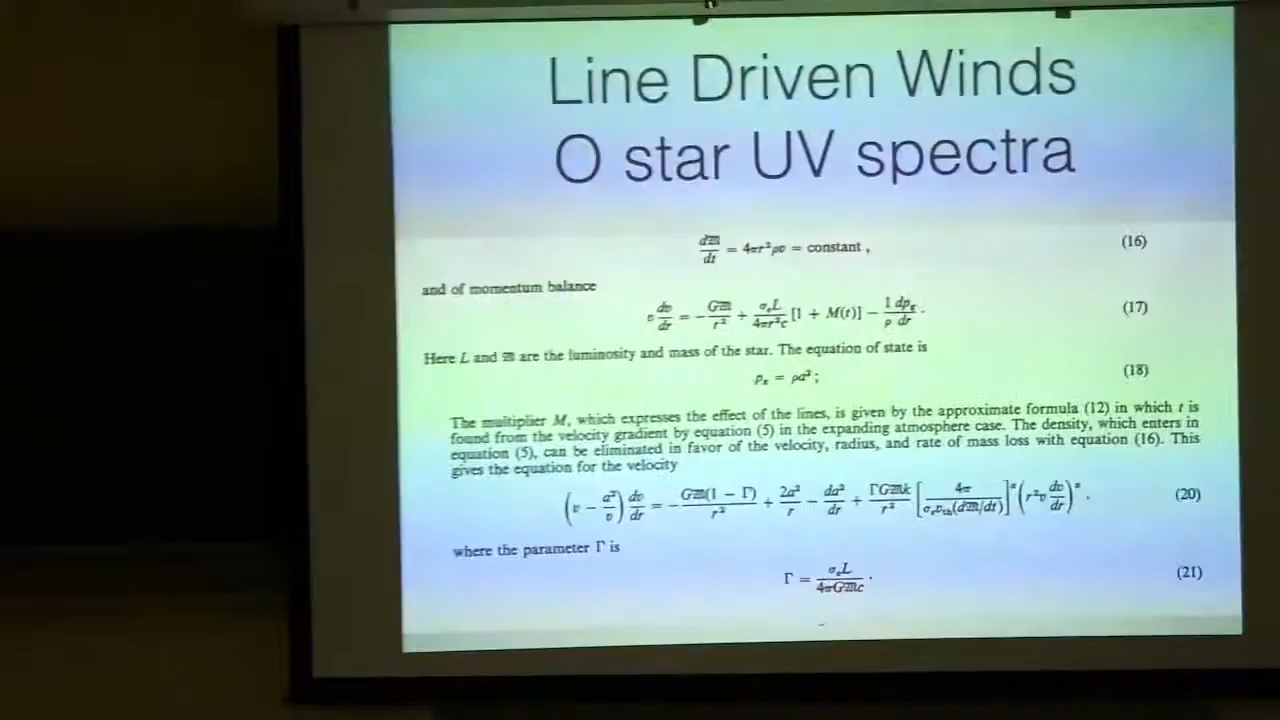 Line Driven Winds
O star UV spectra
d𝔐/dt = 4πr²ρv = constant , (16)
and of momentum balance
v dv/dr = − G𝔐/r² + σₑL/4πr²c [1 + M(t)] − 1/ρ dp_g/dr . (17)
Here L and 𝔐 are the luminosity and mass of the star. The equation of state is
p_g = ρa² ; (18)
The multiplier M, which expresses the effect of the lines, is given by the approximate formula (12) in which t is
found from the velocity gradient by equation (5) in the expanding atmosphere case. The density, which enters in
equation (5), can be eliminated in favor of the velocity, radius, and rate of mass loss with equation (16). This
gives the equation for the velocity
(v − a²/v) dv/dr = − G𝔐(1 − Γ)/r² + 2a²/r − da²/dr + ΓG𝔐k/r² [4π/σₑv_th(d𝔐/dt)]^α (r²v dv/dr)^α . (20)
where the parameter Γ is
Γ = σₑL/4πG𝔐c . (21)